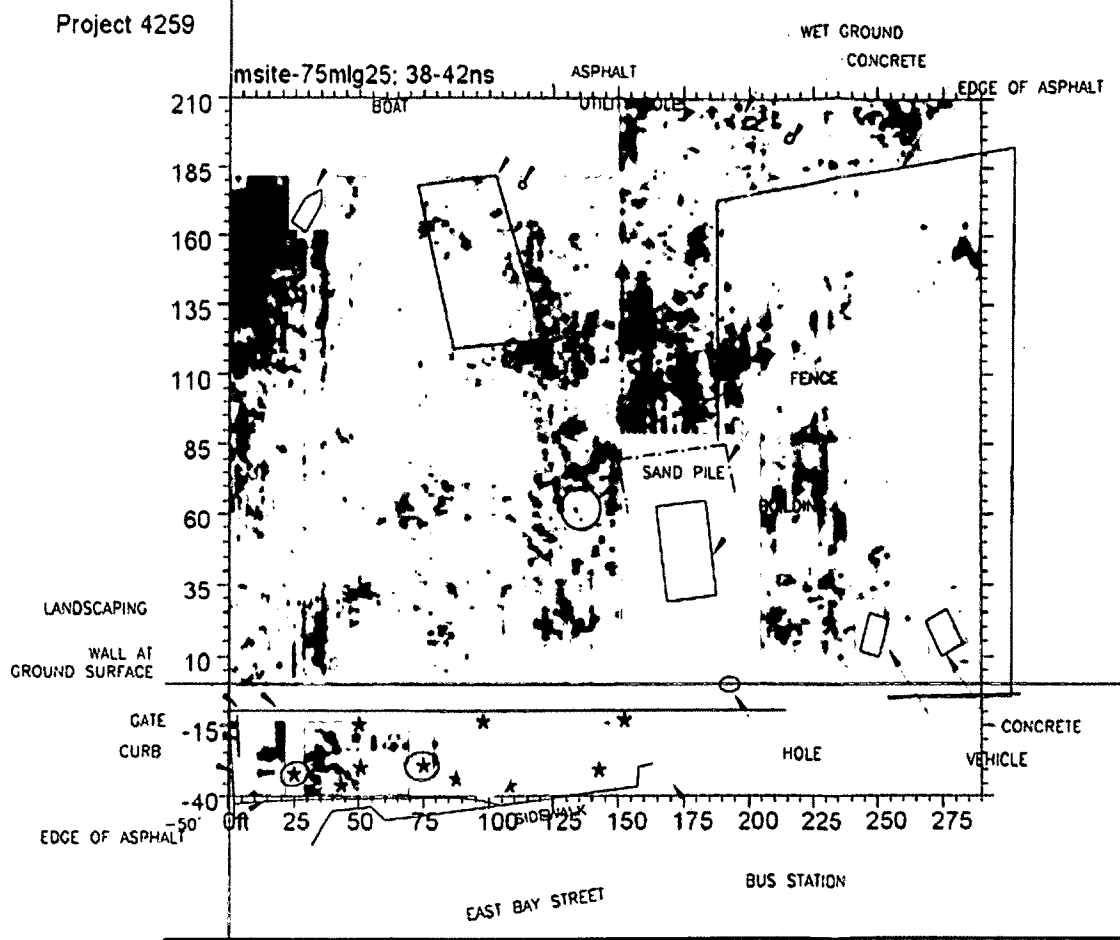 Project 4259
WET GROUND
CONCRETE
msite-75mlg25: 38-42ns
ASPHALT
EDGE OF ASPHALT
BOAT
210
185
160
135
110
FENCE
85
SAND PILE
BUILDING
60
35
LANDSCAPING
WALL AT
GROUND SURFACE
10
GATE
-15
CURB
HOLE
CONCRETE
VEHICLE
-40
-50'
0ft 25 50 75 100 125 150 175 200 225 250 275
SIDEWALK
EDGE OF ASPHALT
BUS STATION
EAST BAY STREET